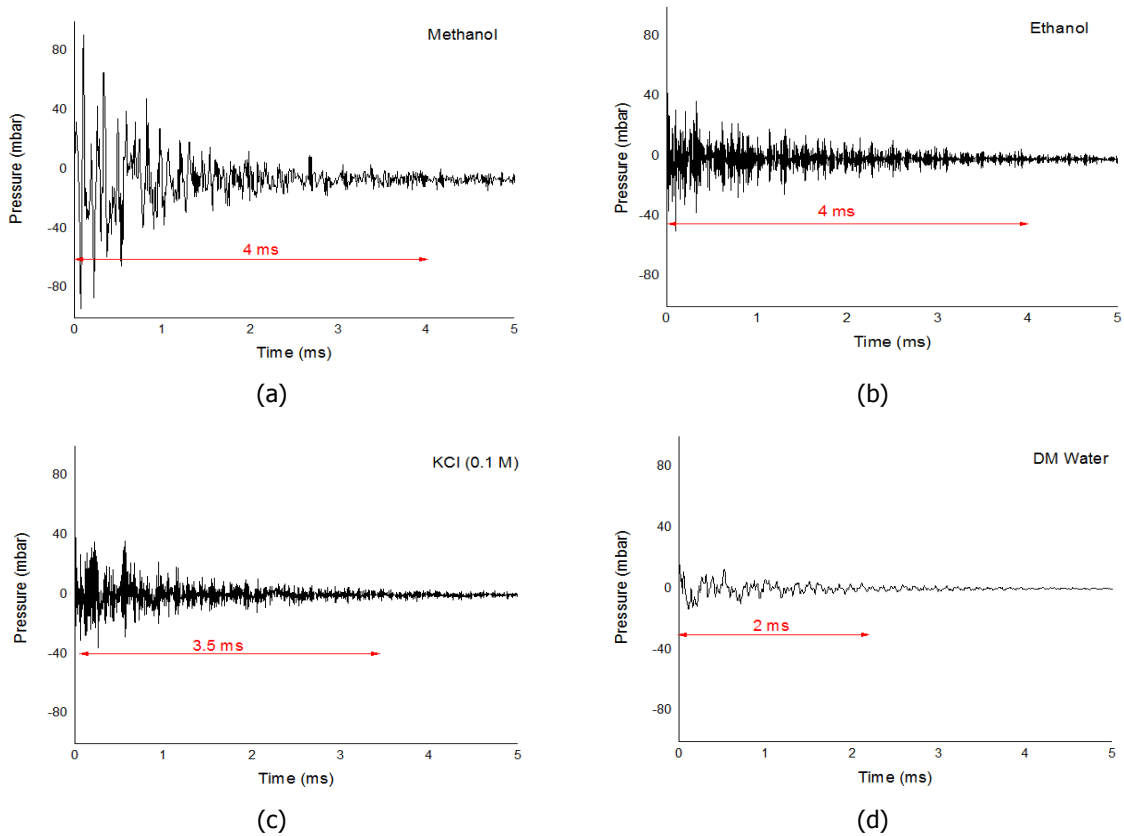 Methanol
80
40
0
-40
-80
Pressure (mbar)
4 ms
0 1 2 3 4 5
Time (ms)
(a)
Ethanol
80
40
0
-40
-80
Pressure (mbar)
4 ms
0 1 2 3 4 5
Time (ms)
(b)
KCl (0.1 M)
80
40
0
-40
-80
Pressure (mbar)
3.5 ms
0 1 2 3 4 5
Time (ms)
(c)
DM Water
80
40
0
-40
-80
Pressure (mbar)
2 ms
0 1 2 3 4 5
Time (ms)
(d)